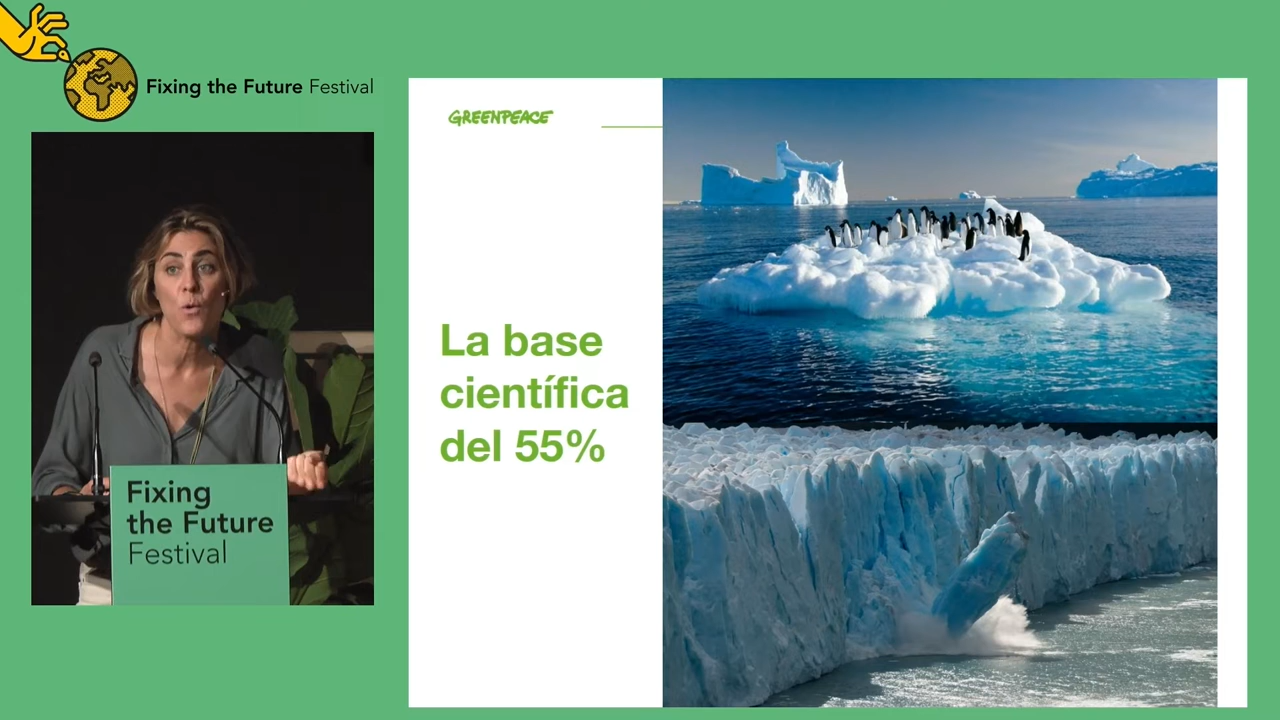 Fixing the Future Festival
GREENPEACE
La base
científica
del 55%
Fixing
the Future
Festival